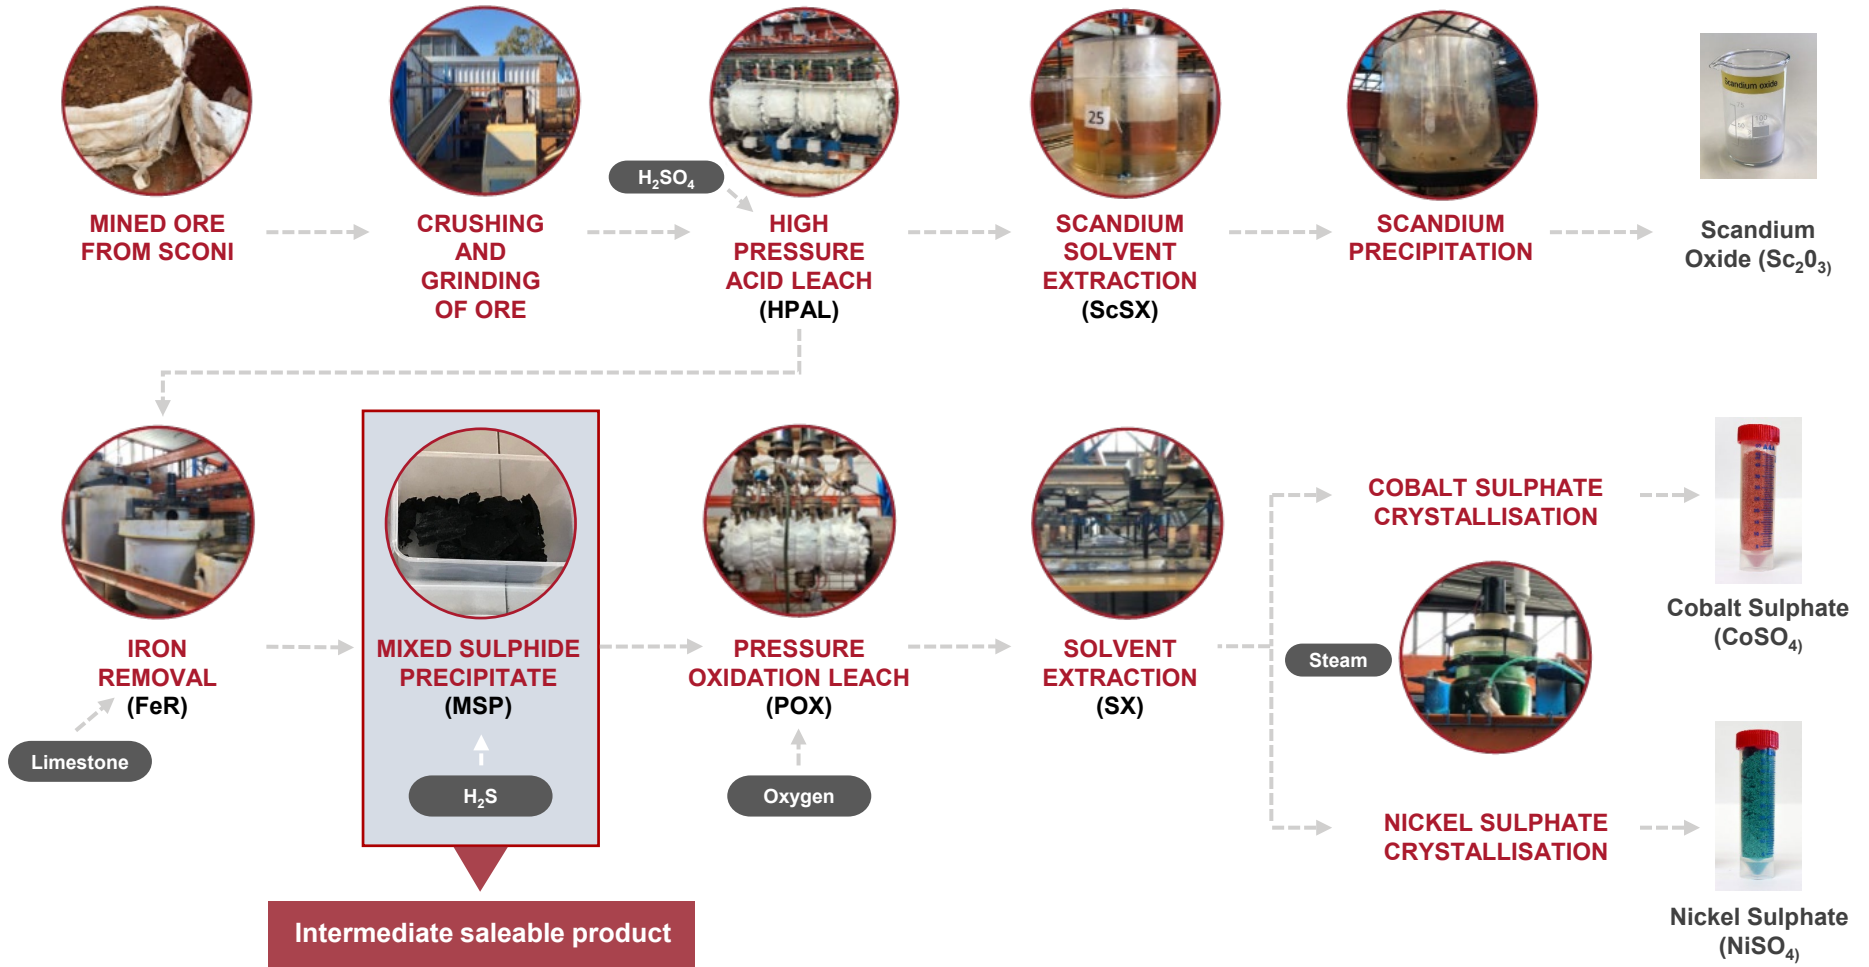 25
Scandium oxide
H₂SO₄
MINED ORE
FROM SCONI
CRUSHING
AND
GRINDING
OF ORE
HIGH
PRESSURE
ACID LEACH
(HPAL)
SCANDIUM
SOLVENT
EXTRACTION
(ScSX)
SCANDIUM
PRECIPITATION
Scandium
Oxide (Sc₂0₃)
IRON
REMOVAL
(FeR)
Limestone
MIXED SULPHIDE
PRECIPITATE
(MSP)
H₂S
Intermediate saleable product
PRESSURE
OXIDATION LEACH
(POX)
Oxygen
SOLVENT
EXTRACTION
(SX)
COBALT SULPHATE
CRYSTALLISATION
Cobalt Sulphate
(CoSO₄)
Steam
NICKEL SULPHATE
CRYSTALLISATION
Nickel Sulphate
(NiSO₄)